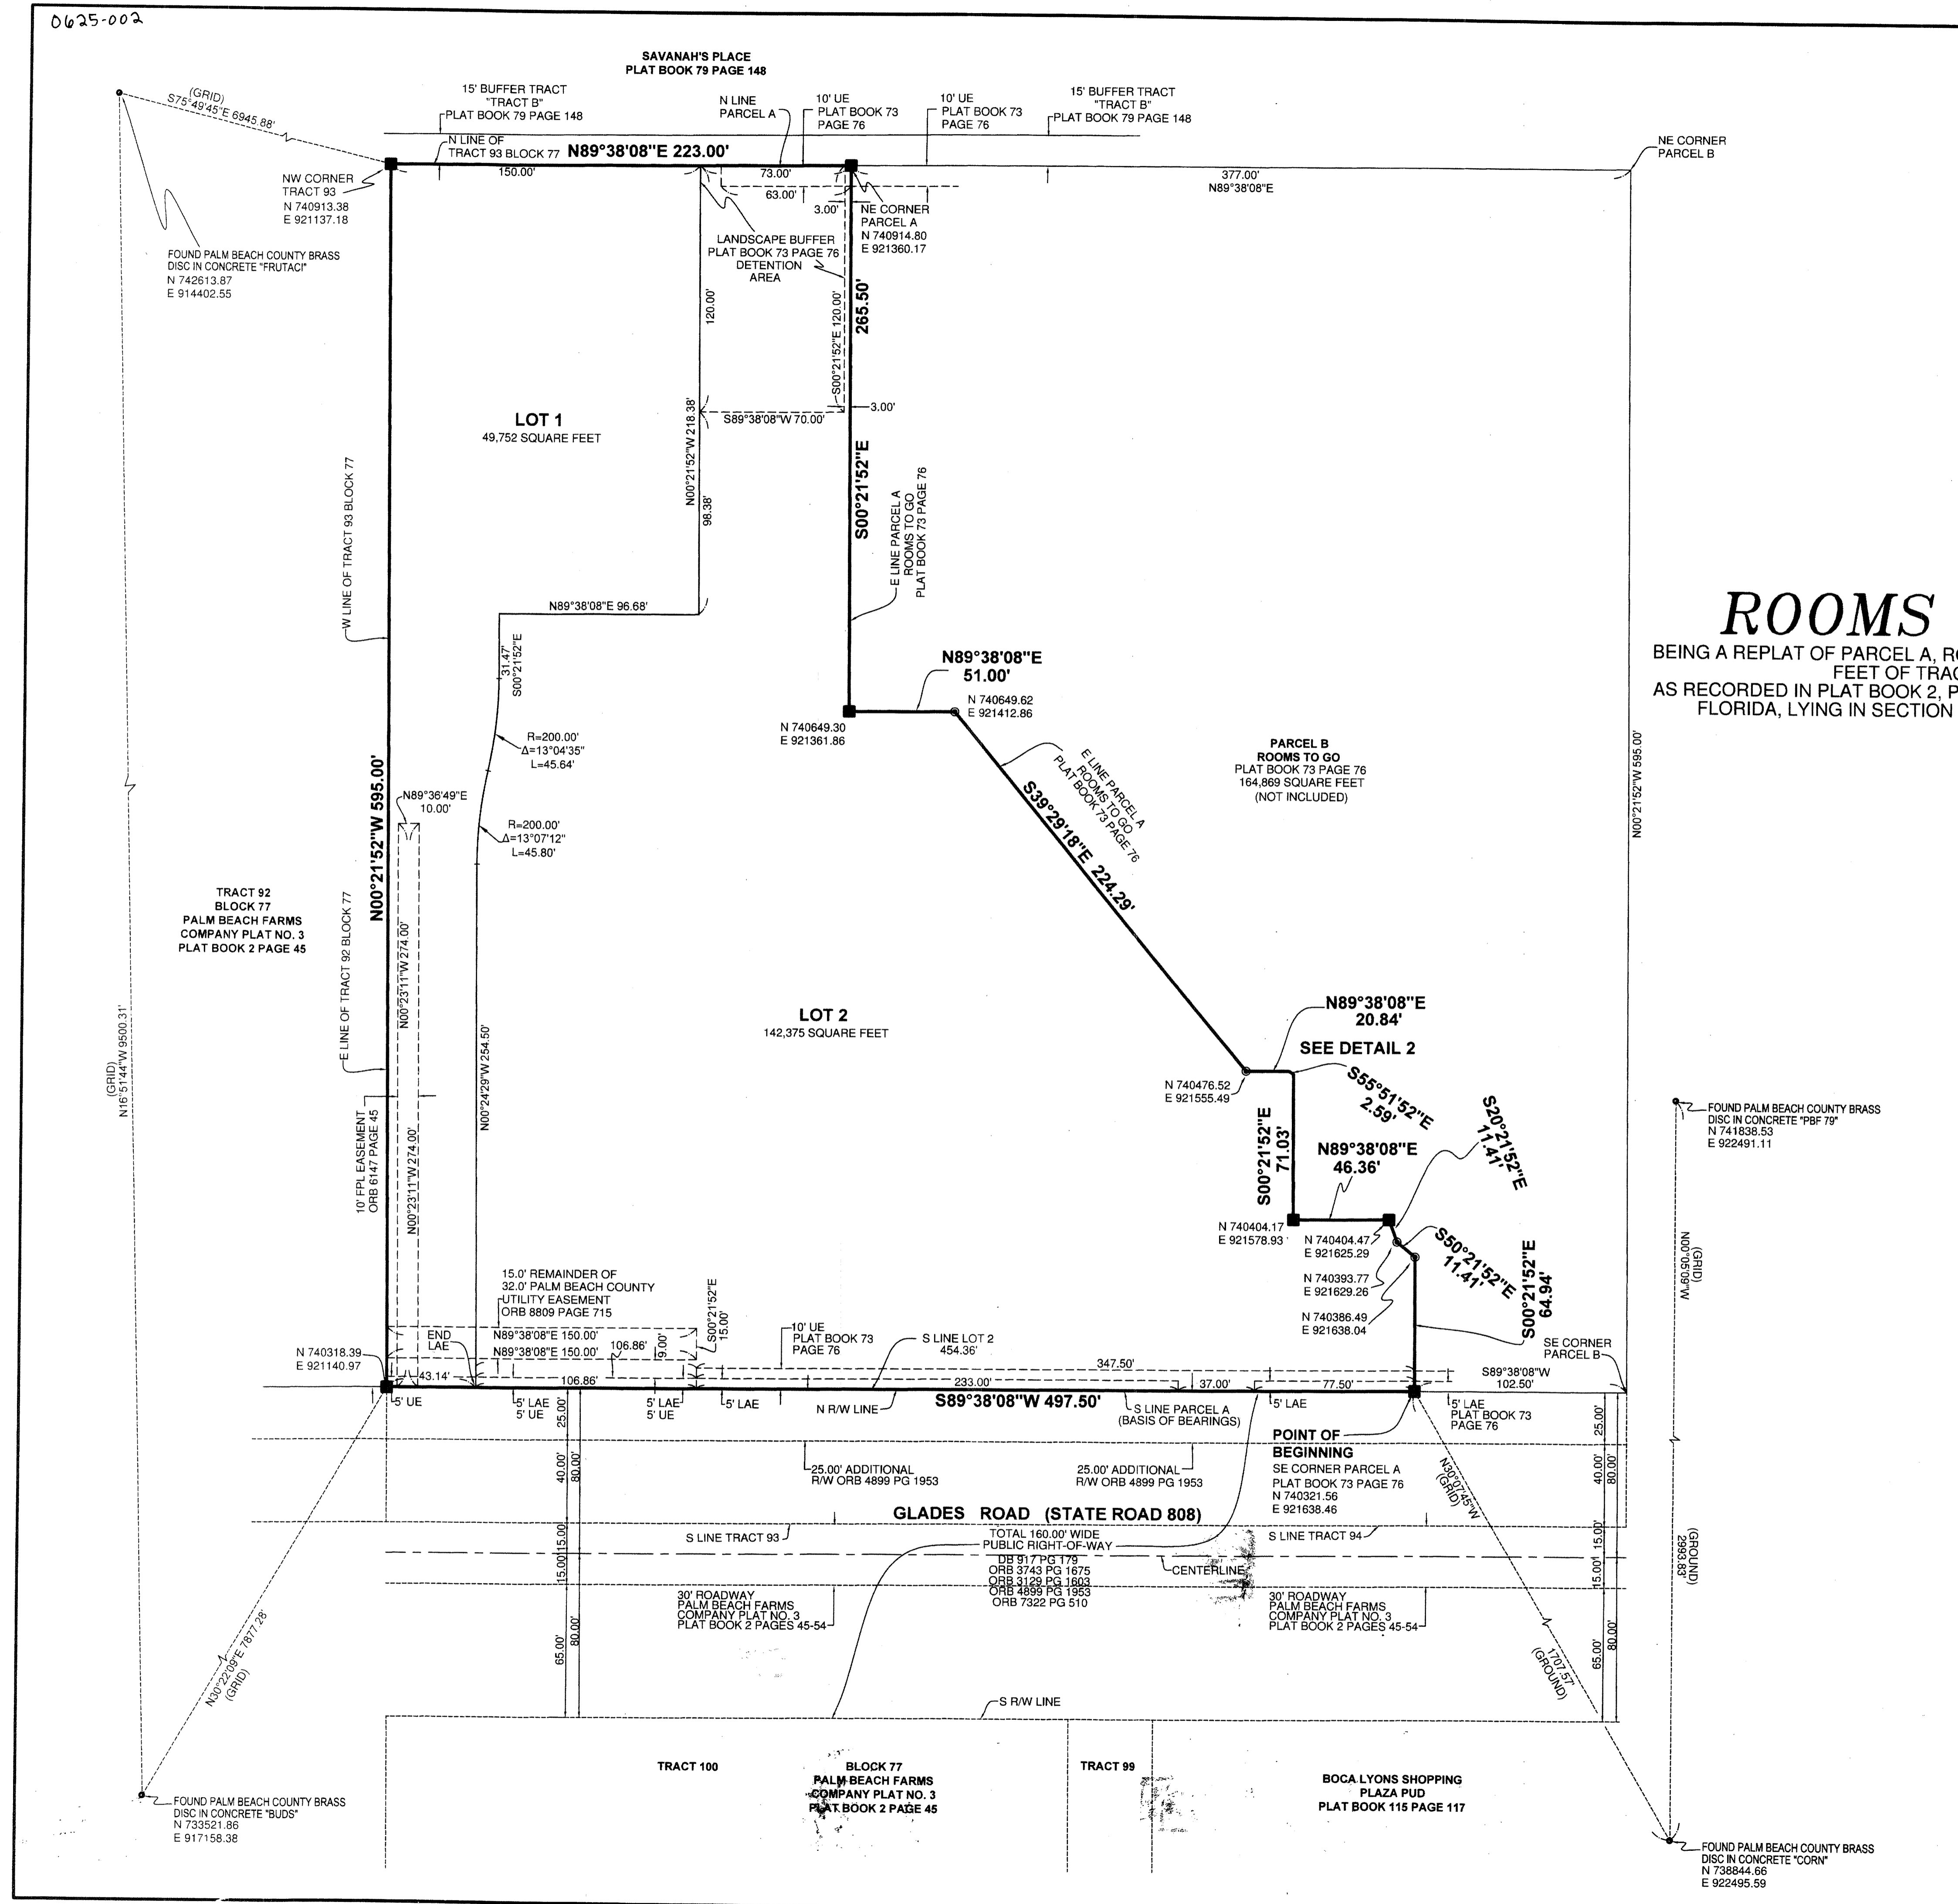 0625-002
SAVANAH'S PLACE
PLAT BOOK 79 PAGE 148
(GRID)
S75°49'45"E 6945.88'
15' BUFFER TRACT
"TRACT B"
PLAT BOOK 79 PAGE 148
N LINE
PARCEL A
10' UE
PLAT BOOK 73
PAGE 76
10' UE
PLAT BOOK 73
PAGE 76
15' BUFFER TRACT
"TRACT B"
PLAT BOOK 79 PAGE 148
N LINE OF
TRACT 93 BLOCK 77
N89°38'08"E 223.00'
NE CORNER
PARCEL B
NW CORNER
TRACT 93
N 740913.38
E 921137.18
150.00'
73.00'
63.00'
3.00'
377.00'
N89°38'08"E
NE CORNER
PARCEL A
N 740914.80
E 921360.17
LANDSCAPE BUFFER
PLAT BOOK 73 PAGE 76
DETENTION
AREA
FOUND PALM BEACH COUNTY BRASS
DISC IN CONCRETE "FRUTACI"
N 742613.87
E 914402.55
120.00'
S00°21'52"E 120.00'
265.50'
S00°21'52"E
3.00'
S89°38'08"W 70.00'
LOT 1
49,752 SQUARE FEET
N00°21'52"W 218.38'
98.38'
W LINE OF TRACT 93 BLOCK 77
E LINE PARCEL A
ROOMS TO GO
PLAT BOOK 73 PAGE 76
N89°38'08"E 96.68'
31.47'
S00°21'52"E
ROOMS
BEING A REPLAT OF PARCEL A, RO
FEET OF TRAC
AS RECORDED IN PLAT BOOK 2, P
FLORIDA, LYING IN SECTION
N89°38'08"E
51.00'
N 740649.62
E 921412.86
N 740649.30
E 921361.86
R=200.00'
Δ=13°04'35"
L=45.64'
PARCEL B
ROOMS TO GO
PLAT BOOK 73 PAGE 76
164,869 SQUARE FEET
(NOT INCLUDED)
E LINE PARCEL A
ROOMS TO GO
PLAT BOOK 73 PAGE 76
S39°29'18"E 224.29'
N00°21'52"W 595.00'
N00°21'52"W 595.00'
N89°36'49"E
10.00'
R=200.00'
Δ=13°07'12"
L=45.80'
TRACT 92
BLOCK 77
PALM BEACH FARMS
COMPANY PLAT NO. 3
PLAT BOOK 2 PAGE 45
E LINE OF TRACT 92 BLOCK 77
N00°23'11"W 274.00'
N00°23'11"W 274.00'
(GRID)
N16°51'44"W 9500.31'
N00°24'29"W 254.50'
10' FPL EASEMENT
ORB 6147 PAGE 45
LOT 2
142,375 SQUARE FEET
N89°38'08"E
20.84'
SEE DETAIL 2
N 740476.52
E 921555.49
S55°51'52"E
2.59'
S20°21'52"E
11.41'
S00°21'52"E
71.03'
N89°38'08"E
46.36'
FOUND PALM BEACH COUNTY BRASS
DISC IN CONCRETE "PBF 79"
N 741838.53
E 922491.11
N 740404.17
E 921578.93
N 740404.47
E 921625.29
S50°21'52"E
11.41'
N 740393.77
E 921629.26
N 740386.49
E 921638.04
S00°21'52"E
64.94'
(GRID)
N00°05'09"W
15.0' REMAINDER OF
32.0' PALM BEACH COUNTY
UTILITY EASEMENT
ORB 8809 PAGE 715
S00°21'52"E
15.00'
END
LAE
N89°38'08"E 150.00'
N89°38'08"E 150.00'
106.86'
9.00'
10' UE
PLAT BOOK 73
PAGE 76
S LINE LOT 2
454.36'
347.50'
SE CORNER
PARCEL B
S89°38'08"W
102.50'
N 740318.39
E 921140.97
43.14'
106.86'
233.00'
37.00'
77.50'
5' UE
5' LAE
5' UE
5' LAE
5' UE
5' LAE
N R/W LINE
S89°38'08"W 497.50'
S LINE PARCEL A
(BASIS OF BEARINGS)
5' LAE
5' LAE
PLAT BOOK 73
PAGE 76
25.00'
25.00'
POINT OF
BEGINNING
SE CORNER PARCEL A
PLAT BOOK 73 PAGE 76
N 740321.56
E 921638.46
40.00'
80.00'
25.00' ADDITIONAL
R/W ORB 4899 PG 1953
25.00' ADDITIONAL
R/W ORB 4899 PG 1953
N30°07'45"W
(GRID)
40.00'
80.00'
GLADES ROAD (STATE ROAD 808)
S LINE TRACT 93
TOTAL 160.00' WIDE
PUBLIC RIGHT-OF-WAY
S LINE TRACT 94
15.00'
15.00'
15.00'
15.00'
DB 917 PG 179
ORB 3743 PG 1675
ORB 3129 PG 1603
ORB 4899 PG 1953
ORB 7322 PG 510
CENTERLINE
(GROUND)
2993.83'
30' ROADWAY
PALM BEACH FARMS
COMPANY PLAT NO. 3
PLAT BOOK 2 PAGES 45-54
30' ROADWAY
PALM BEACH FARMS
COMPANY PLAT NO. 3
PLAT BOOK 2 PAGES 45-54
65.00'
80.00'
65.00'
80.00'
N30°22'09"E 7877.28'
(GRID)
1707.57'
(GROUND)
S R/W LINE
TRACT 100
BLOCK 77
PALM BEACH FARMS
COMPANY PLAT NO. 3
PLAT BOOK 2 PAGE 45
TRACT 99
BOCA LYONS SHOPPING
PLAZA PUD
PLAT BOOK 115 PAGE 117
FOUND PALM BEACH COUNTY BRASS
DISC IN CONCRETE "BUDS"
N 733521.86
E 917158.38
FOUND PALM BEACH COUNTY BRASS
DISC IN CONCRETE "CORN"
N 738844.66
E 922495.59